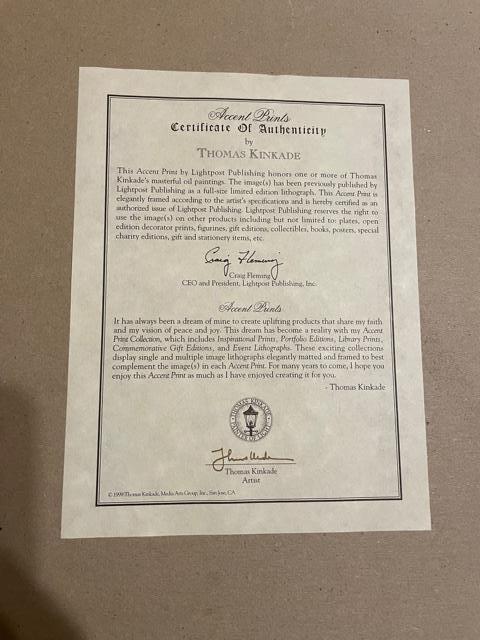 Accent Prints
Certificate Of Authenticity
by
THOMAS KINKADE
This Accent Print by Lightpost Publishing honors one or more of Thomas
Kinkade's masterful oil paintings. The image(s) has been previously published by
Lightpost Publishing as a full-size limited edition lithograph. This Accent Print is
elegantly framed according to the artist's specifications and is hereby certified as an
authorized issue of Lightpost Publishing. Lightpost Publishing reserves the right to
use the image(s) on other products including but not limited to: plates, open
edition decorator prints, figurines, gift editions, collectibles, books, posters, special
charity editions, gift and stationery items, etc.
Craig Fleming
Craig Fleming
CEO and President, Lightpost Publishing, Inc.
Accent Prints
It has always been a dream of mine to create uplifting products that share my faith
and my vision of peace and joy. This dream has become a reality with my Accent
Print Collection, which includes Inspirational Prints, Portfolio Editions, Library Prints,
Commemorative Gift Editions, and Event Lithographs. These exciting collections
display single and multiple image lithographs elegantly matted and framed to best
complement the image(s) in each Accent Print. For many years to come, I hope you
enjoy this Accent Print as much as I have enjoyed creating it for you.
- Thomas Kinkade
THOMAS KINKADE
PAINTER OF LIGHT
Thomas Kinkade
Artist
© 1998 Thomas Kinkade, Media Arts Group, Inc., San Jose, CA